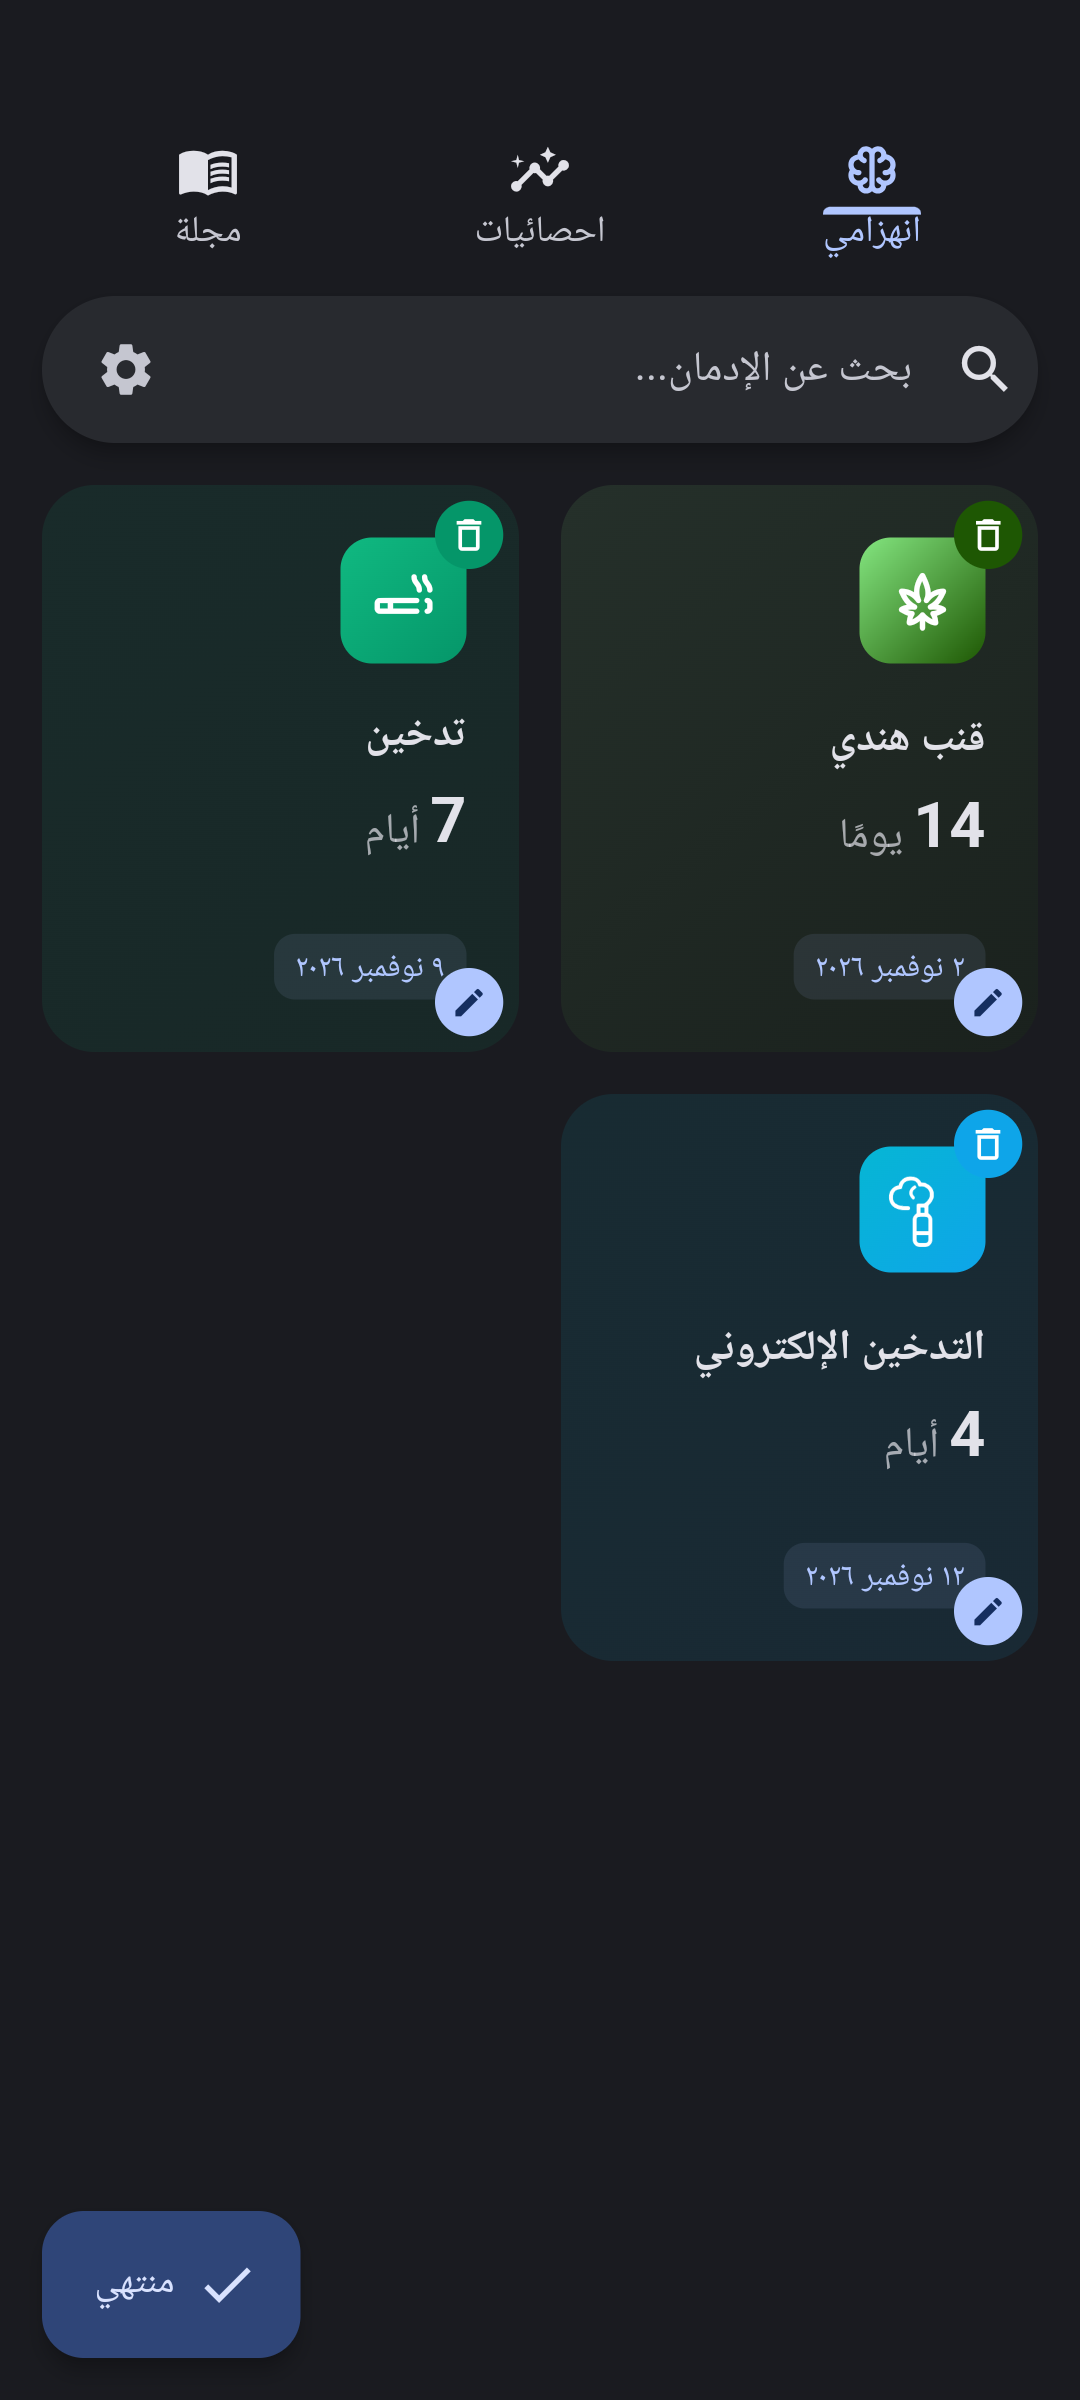 انهزامي
احصائيات
مجلة
بحث عن الإدمان...
قنب هندي
14 يومًا
٢ نوفمبر ٢٠٢٦
تدخين
7 أيام
٩ نوفمبر ٢٠٢٦
التدخين الإلكتروني
4 أيام
١٢ نوفمبر ٢٠٢٦
منتهي